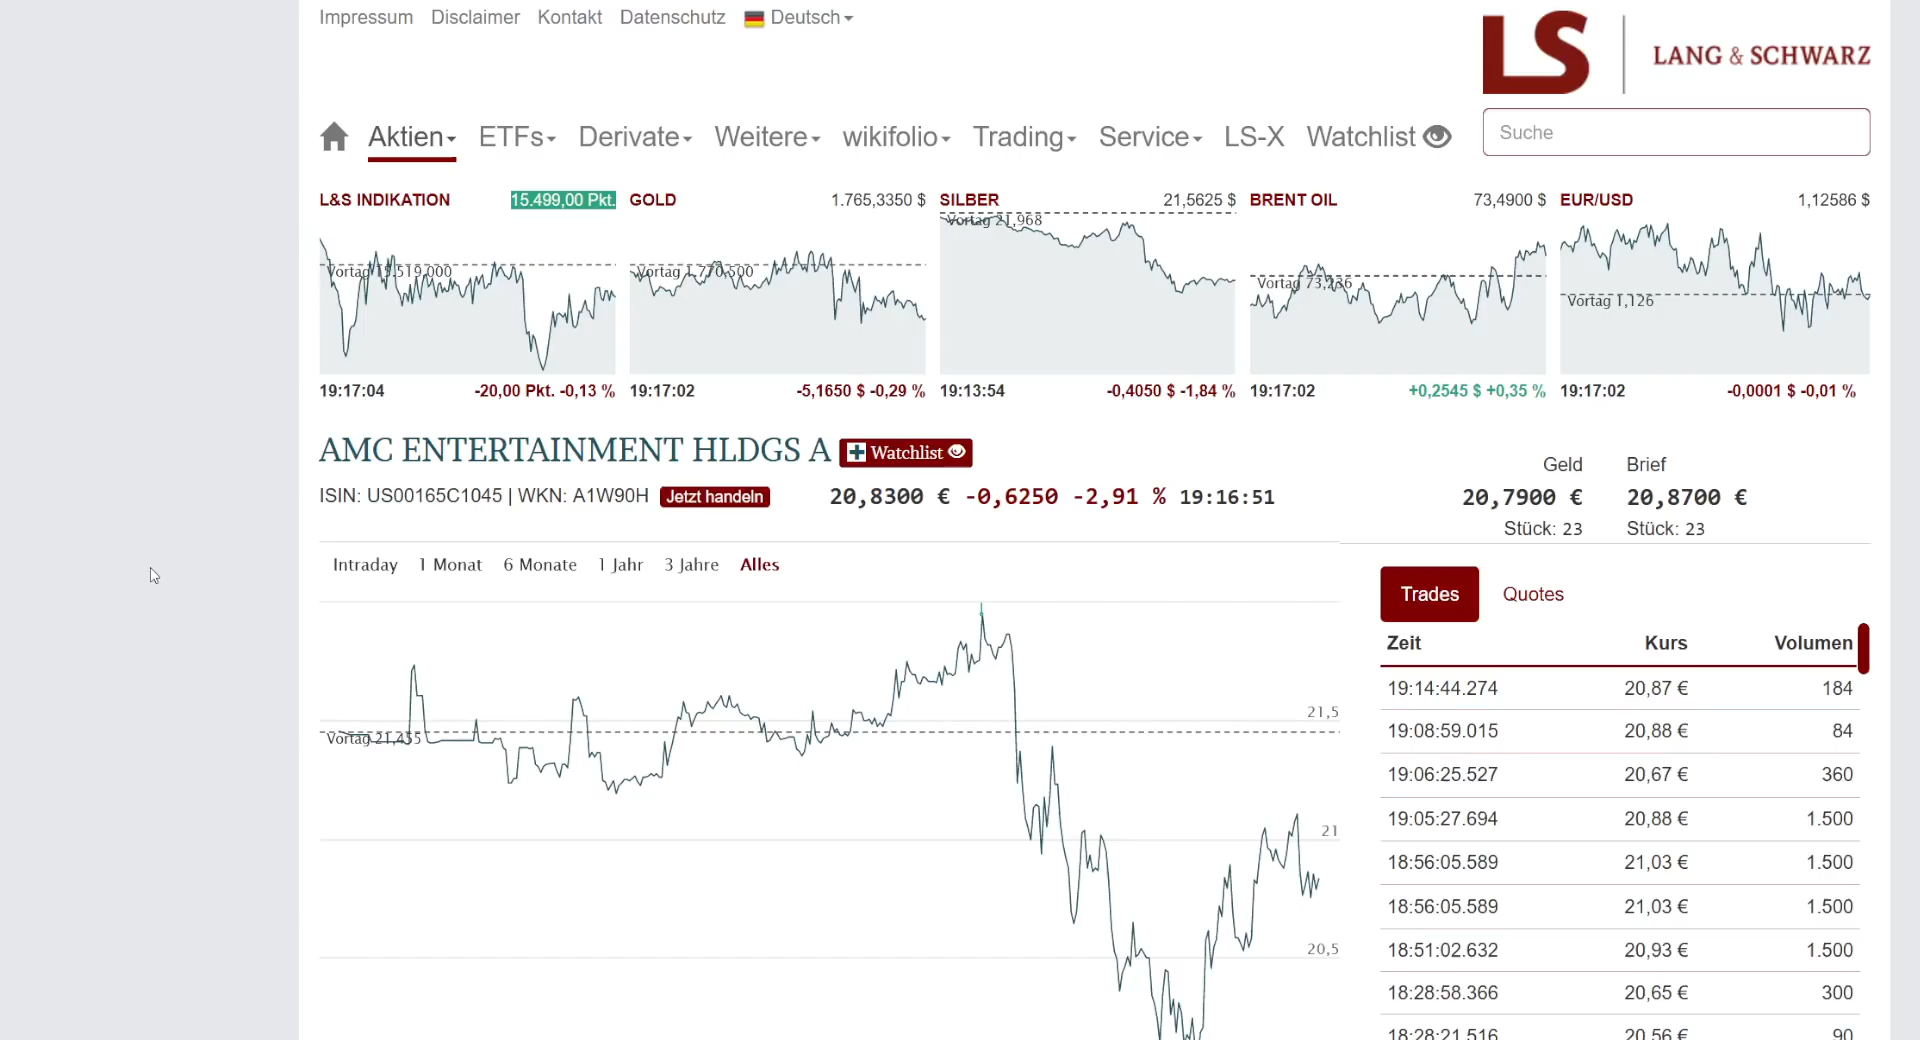 Impressum Disclaimer Kontakt Datenschutz Deutsch
LS LANG & SCHWARZ
Aktien ETFs Derivate Weitere wikifolio Trading Service LS-X Watchlist
Suche
L&S INDIKATION 15.499,00 Pkt.
Vortag 15.519,000
19:17:04 -20,00 Pkt. -0,13 %
GOLD 1.765,3350 $
Vortag 1.770,500
19:17:02 -5,1650 $ -0,29 %
SILBER 21,5625 $
Vortag 21,968
19:13:54 -0,4050 $ -1,84 %
BRENT OIL 73,4900 $
Vortag 73,236
19:17:02 +0,2545 $ +0,35 %
EUR/USD 1,12586 $
Vortag 1,126
19:17:02 -0,0001 $ -0,01 %
AMC ENTERTAINMENT HLDGS A Watchlist
ISIN: US00165C1045 | WKN: A1W90H Jetzt handeln
20,8300 € -0,6250 -2,91 % 19:16:51
Geld Brief
20,7900 € 20,8700 €
Stück: 23 Stück: 23
Intraday 1 Monat 6 Monate 1 Jahr 3 Jahre Alles
21,5
Vortag 21,455
21
20,5
Trades Quotes
Zeit Kurs Volumen
19:14:44.274 20,87 € 184
19:08:59.015 20,88 € 84
19:06:25.527 20,67 € 360
19:05:27.694 20,88 € 1.500
18:56:05.589 21,03 € 1.500
18:56:05.589 21,03 € 1.500
18:51:02.632 20,93 € 1.500
18:28:58.366 20,65 € 300
18:28:21.516 20,56 € 90